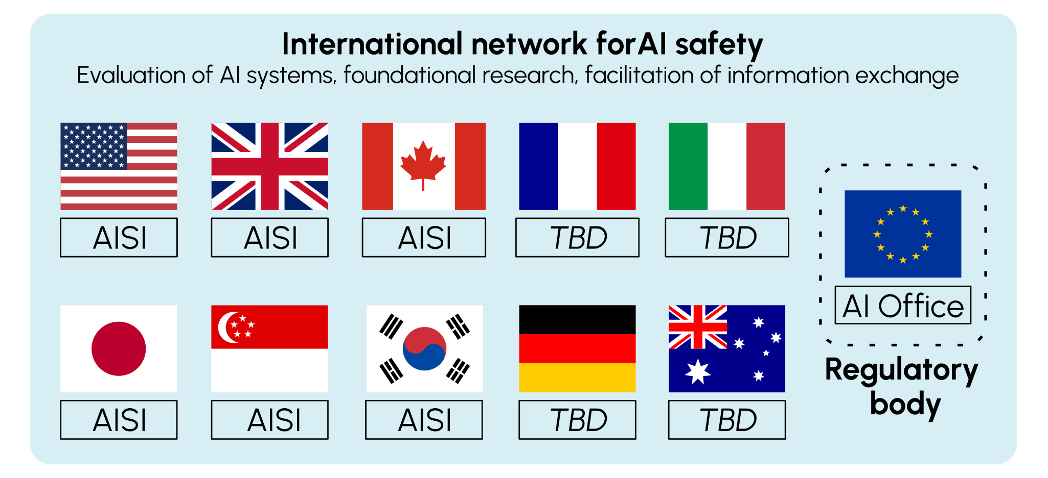 International network forAI safety
Evaluation of AI systems, foundational research, facilitation of information exchange
AISI
AISI
AISI
TBD
TBD
AI Office
Regulatory
body
AISI
AISI
AISI
TBD
TBD